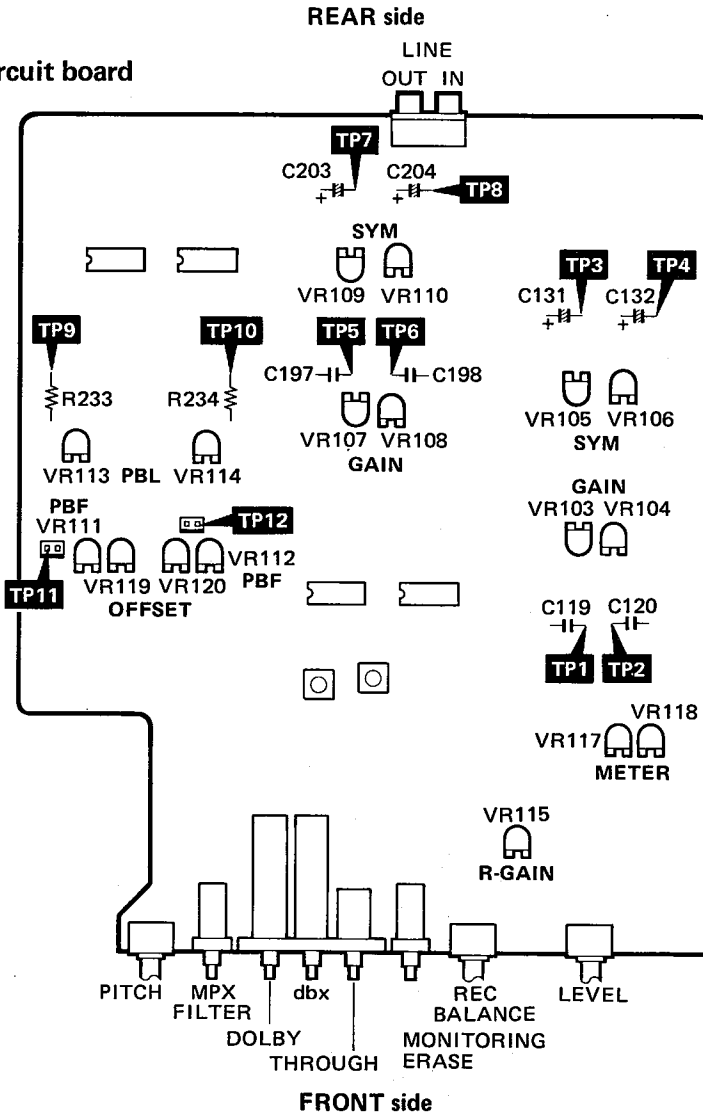 REAR side
LINE
OUT IN
rcuit board
TP7
C203 C204
TP8
SYM
VR109 VR110
TP3 TP4
C131 C132
TP9 TP10 TP5 TP6
C197 C198
R233 R234
VR105 VR106
SYM
VR107 VR108
GAIN
VR113 PBL VR114
GAIN
VR103 VR104
PBF
VR111
TP12
VR112
PBF
VR119 VR120
OFFSET
TP11
C119 C120
TP1 TP2
VR118
VR117
METER
VR115
R-GAIN
PITCH MPX FILTER dbx REC BALANCE LEVEL
DOLBY MONITORING ERASE
THROUGH
FRONT side